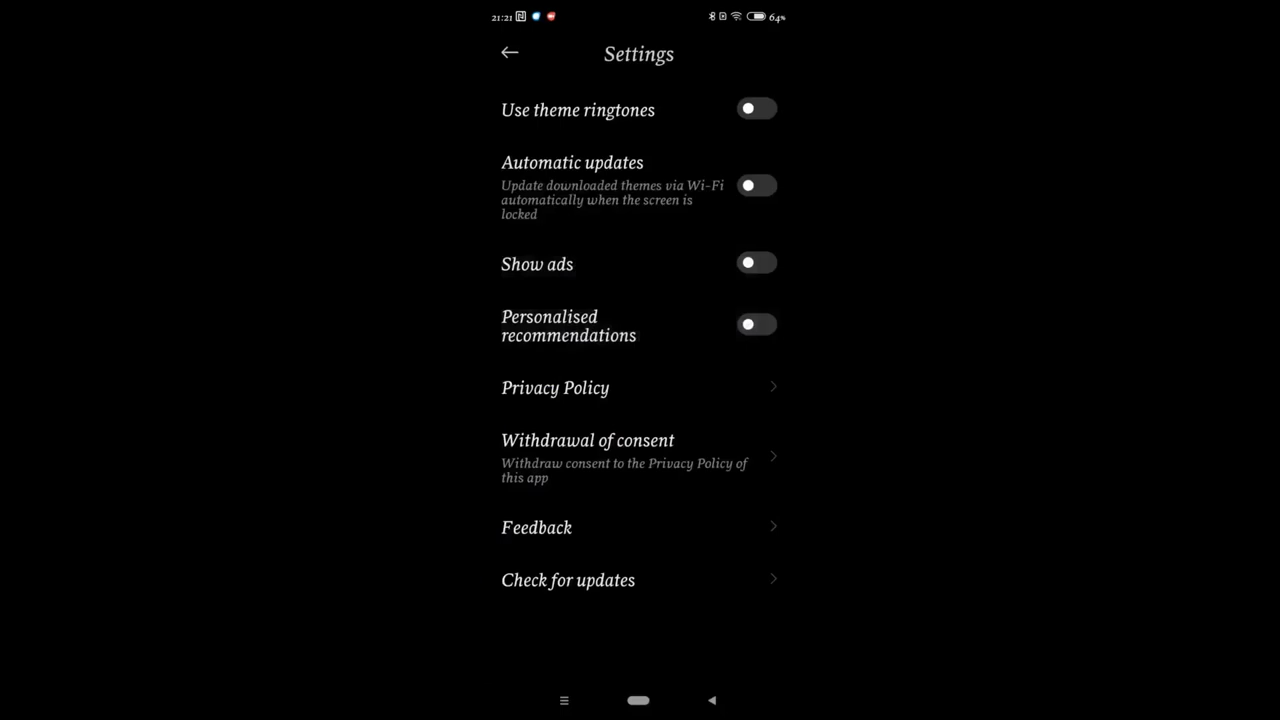 21:21 64%
Settings
Use theme ringtones
Automatic updates
Update downloaded themes via Wi-Fi
automatically when the screen is
locked
Show ads
Personalised
recommendations
Privacy Policy
Withdrawal of consent
Withdraw consent to the Privacy Policy of
this app
Feedback
Check for updates